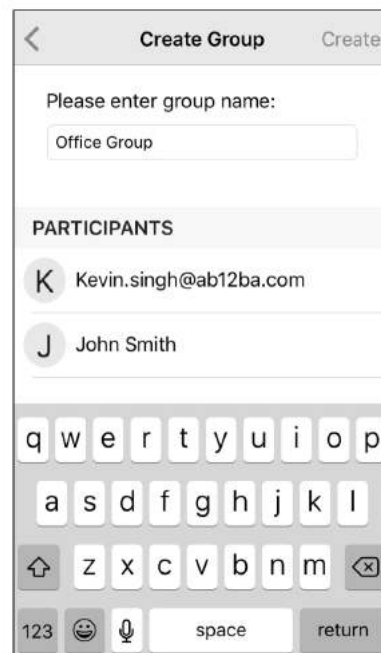 Create Group
Create
Please enter group name:
Office Group
PARTICIPANTS
K Kevin.singh@ab12ba.com
J John Smith
q w e r t y u i o p
a s d f g h j k l
z x c v b n m
123 space return